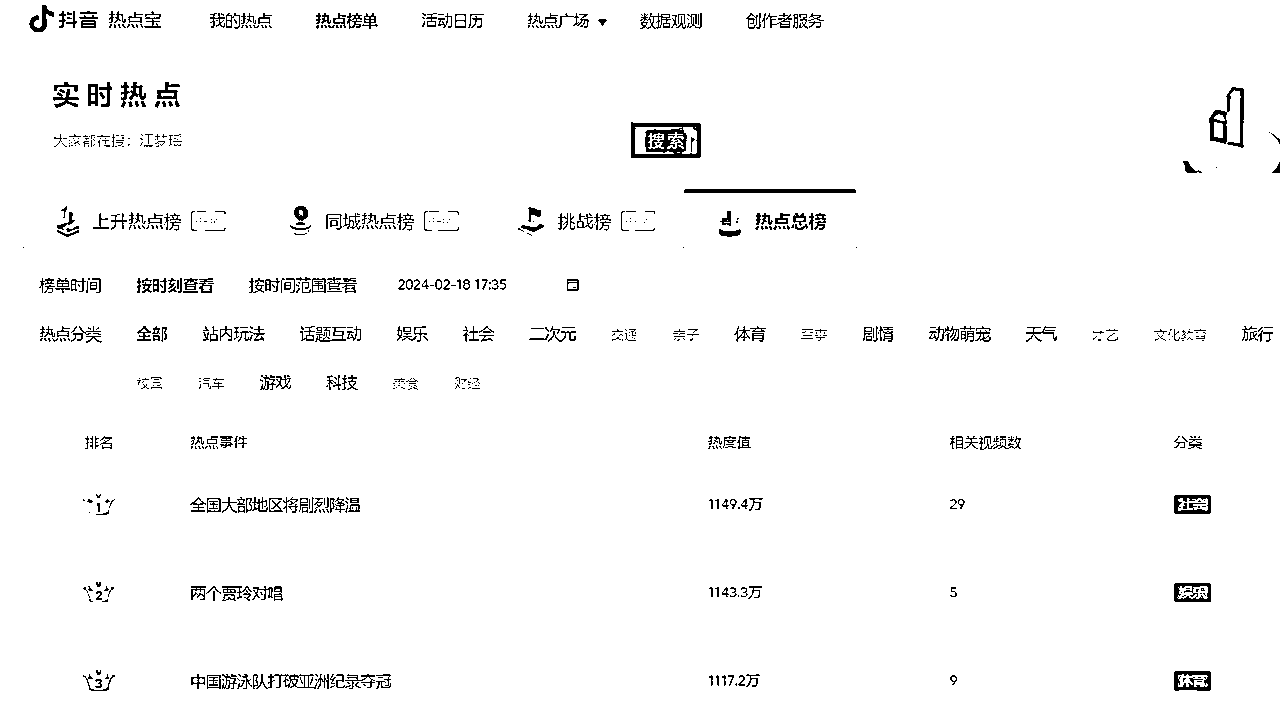 抖音 热点宝 我的热点 热点榜单 活动日历 热点广场 数据观测 创作者服务
实时热点
大家都在搜：江梦瑶
搜索
上升热点榜 同城热点榜 挑战榜 热点总榜
榜单时间 按时刻查看 按时间范围查看 2024-02-18 17:35
热点分类 全部 站内玩法 话题互动 娱乐 社会 二次元 交通 亲子 体育 军事 剧情 动物萌宠 天气 才艺 文化教育 旅行
校园 汽车 游戏 科技 美食 财经
排名 热点事件 热度值 相关视频数 分类
1 全国大部地区将剧烈降温 1149.4万 29 社会
2 两个贾玲对唱 1143.3万 5 娱乐
3 中国游泳队打破亚洲纪录夺冠 1117.2万 9 体育